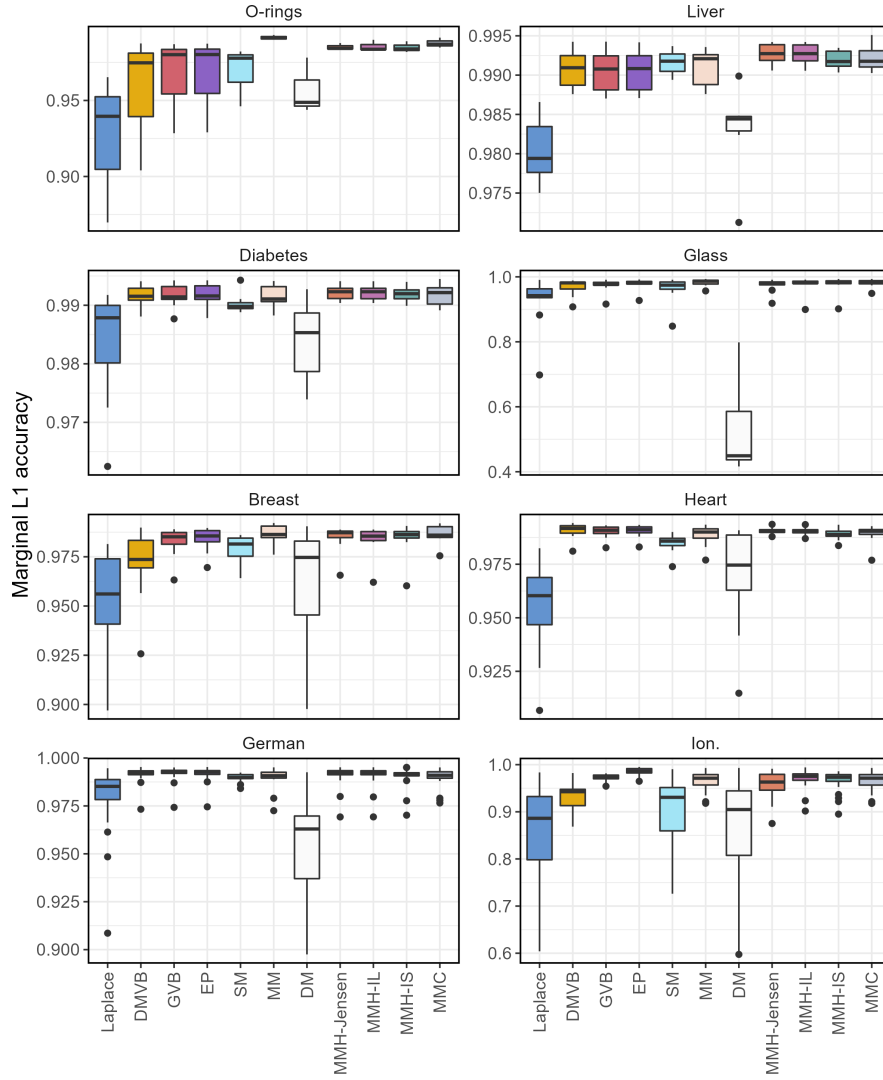 O-rings
Liver
0.95
0.90
0.995
0.990
0.985
0.980
0.975
Diabetes
Glass
0.99
0.98
0.97
1.0
0.8
0.6
0.4
Marginal L1 accuracy
Breast
Heart
0.975
0.950
0.925
0.900
0.975
0.950
0.925
German
Ion.
1.000
0.975
0.950
0.925
0.900
1.0
0.9
0.8
0.7
0.6
Laplace
DMVB
GVB
EP
SM
MM
DM
MMH-Jensen
MMH-IL
MMH-IS
MMC
Laplace
DMVB
GVB
EP
SM
MM
DM
MMH-Jensen
MMH-IL
MMH-IS
MMC